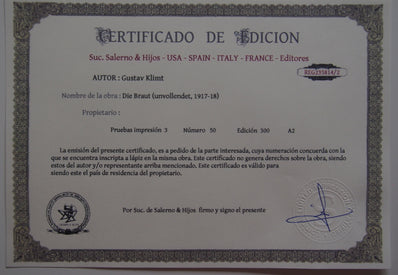 Certificado de Edicion
Suc. Salerno & Hijos - USA - SPAIN - ITALY - FRANCE - Editores
REG235814/2
AUTOR : Gustav Klimt
Nombre de la obra : Die Braut (unvollendet, 1917-18)
Propietario :
Pruebas impresión 3 Número 50 Edición 300 A2
La emisión del presente certificado, es a pedido de la parte interesada, cuya numeración concuerda con la
que se encuentra inscripta a lápiz en la misma obra. Este certificado no genera derechos sobre la obra, siendo
estos del autor y/o representante arriba mencionado. Este certificado es válido para
siendo este el país de residencia del propietario.
Por Suc. de Salerno & Hijos firmo y signo el presente